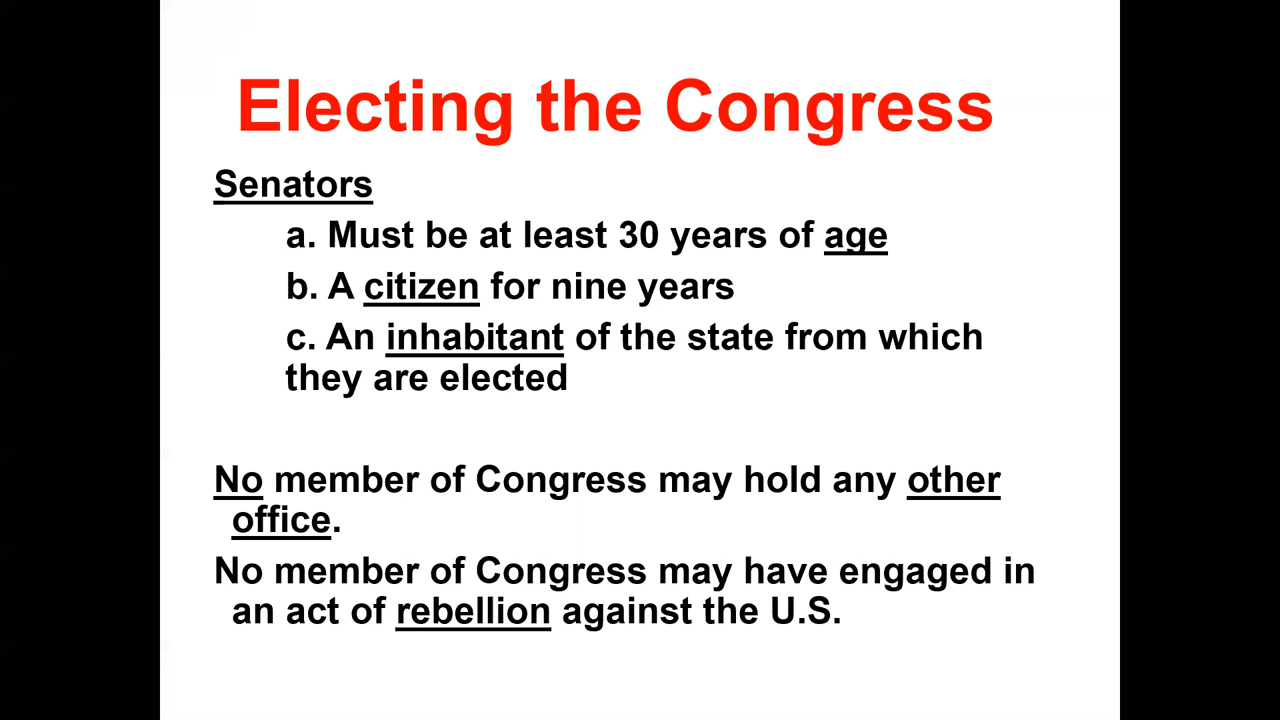 Electing the Congress
Senators
a. Must be at least 30 years of age
b. A citizen for nine years
c. An inhabitant of the state from which
they are elected
No member of Congress may hold any other
office.
No member of Congress may have engaged in
an act of rebellion against the U.S.